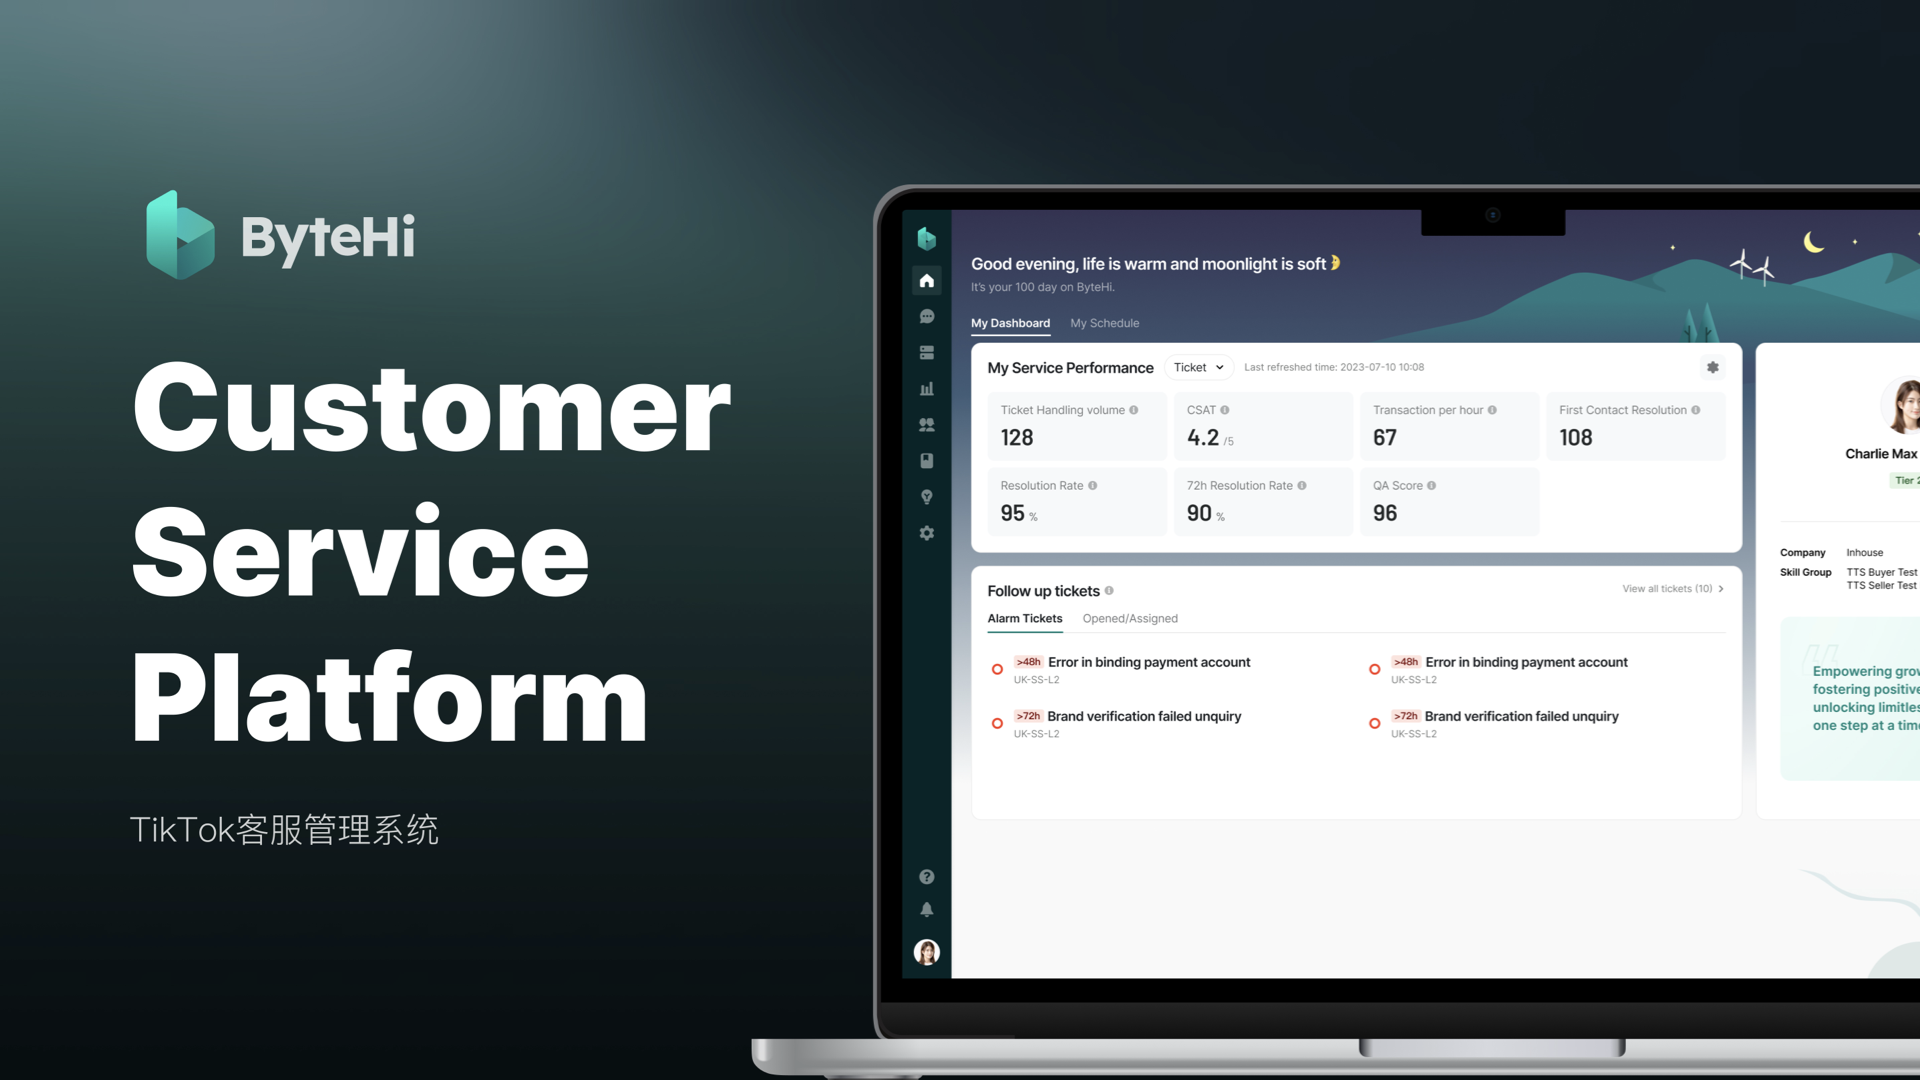 ByteHi
Customer
Service
Platform
TikTok客服管理系统
Good evening, life is warm and moonlight is soft
It's your 100 day on ByteHi.
My Dashboard
My Schedule
My Service Performance
Ticket
Last refreshed time: 2023-07-10 10:08
Ticket Handling volume
128
CSAT
4.2 /5
Transaction per hour
67
First Contact Resolution
108
Resolution Rate
95 %
72h Resolution Rate
90 %
QA Score
96
Follow up tickets
View all tickets (10)
Alarm Tickets
Opened/Assigned
>48h Error in binding payment account
UK-SS-L2
>48h Error in binding payment account
UK-SS-L2
>72h Brand verification failed unquiry
UK-SS-L2
>72h Brand verification failed unquiry
UK-SS-L2
Charlie Max
Tier 2
Company Inhouse
Skill Group TTS Buyer Test
TTS Seller Test
Empowering grow
fostering positive
unlocking limitles
one step at a time